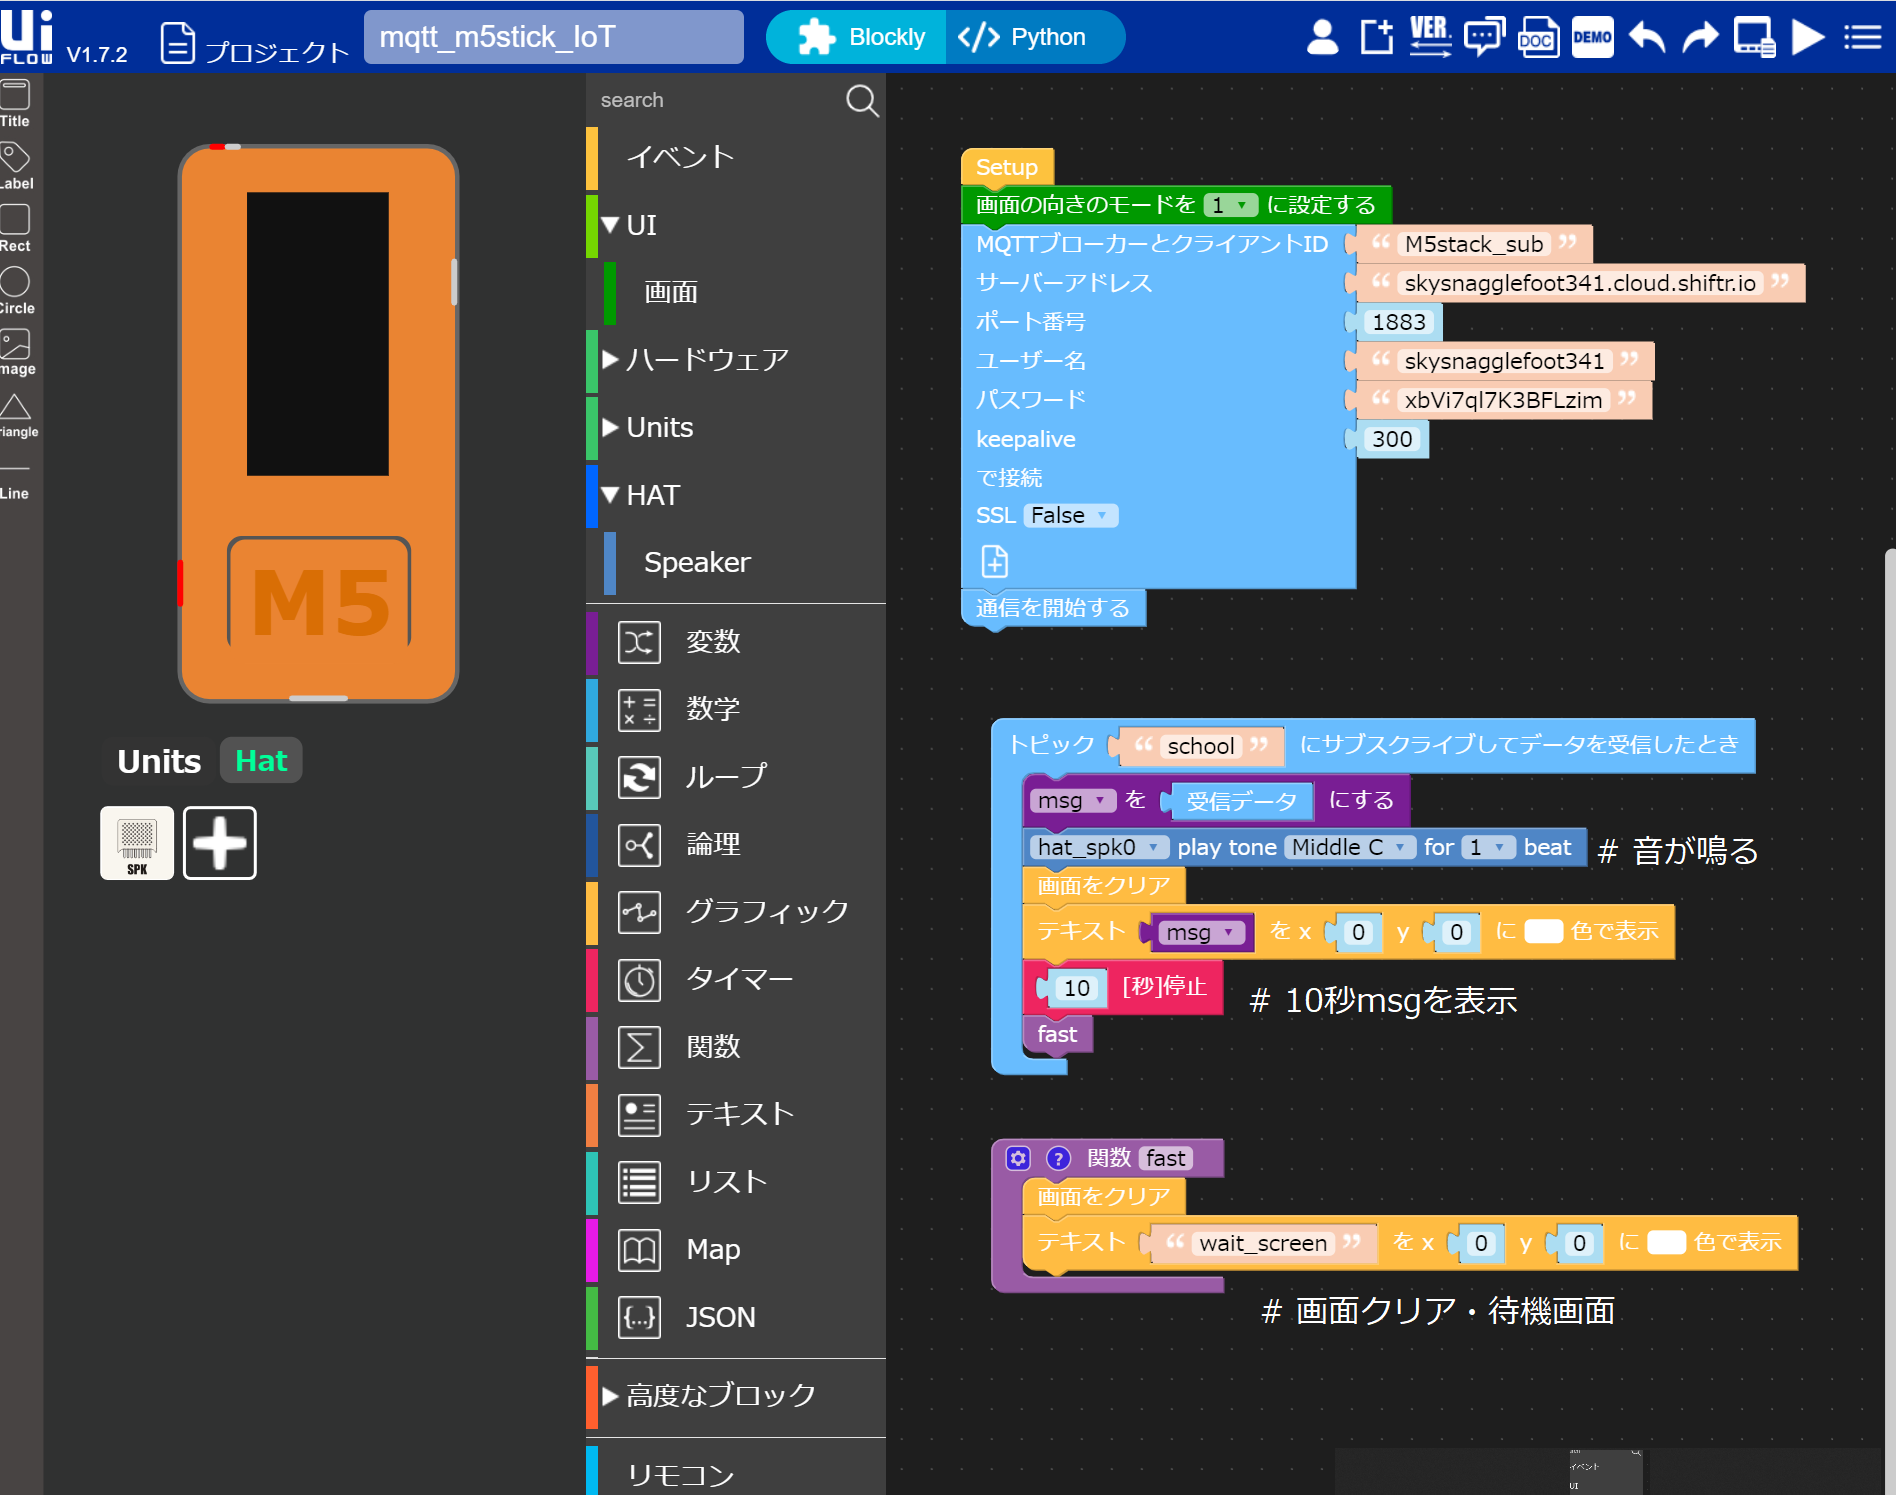 Ui
FLOW
V1.7.2
プロジェクト
mqtt_m5stick_IoT
Blockly
</> Python
VER.
DOC
DEMO
Title
Label
Rect
Circle
mage
riangle
Line
M5
Units
Hat
SPK
search
イベント
UI
画面
ハードウェア
Units
HAT
Speaker
変数
数学
ループ
論理
グラフィック
タイマー
関数
テキスト
リスト
Map
{...} JSON
高度なブロック
リモコン
Setup
画面の向きのモードを 1 に設定する
MQTTブローカーとクライアントID “ M5stack_sub ”
サーバーアドレス “ skysnagglefoot341.cloud.shiftr.io ”
ポート番号 1883
ユーザー名 “ skysnagglefoot341 ”
パスワード “ xbVi7ql7K3BFLzim ”
keepalive 300
で接続
SSL False
通信を開始する
トピック “ school ” にサブスクライブしてデータを受信したとき
msg を 受信データ にする
hat_spk0 play tone Middle C for 1 beat # 音が鳴る
画面をクリア
テキスト msg を x 0 y 0 に 色で表示
10 [秒]停止 # 10秒msgを表示
fast
? 関数 fast
画面をクリア
テキスト “ wait_screen ” を x 0 y 0 に 色で表示
# 画面クリア・待機画面
イベント
UI